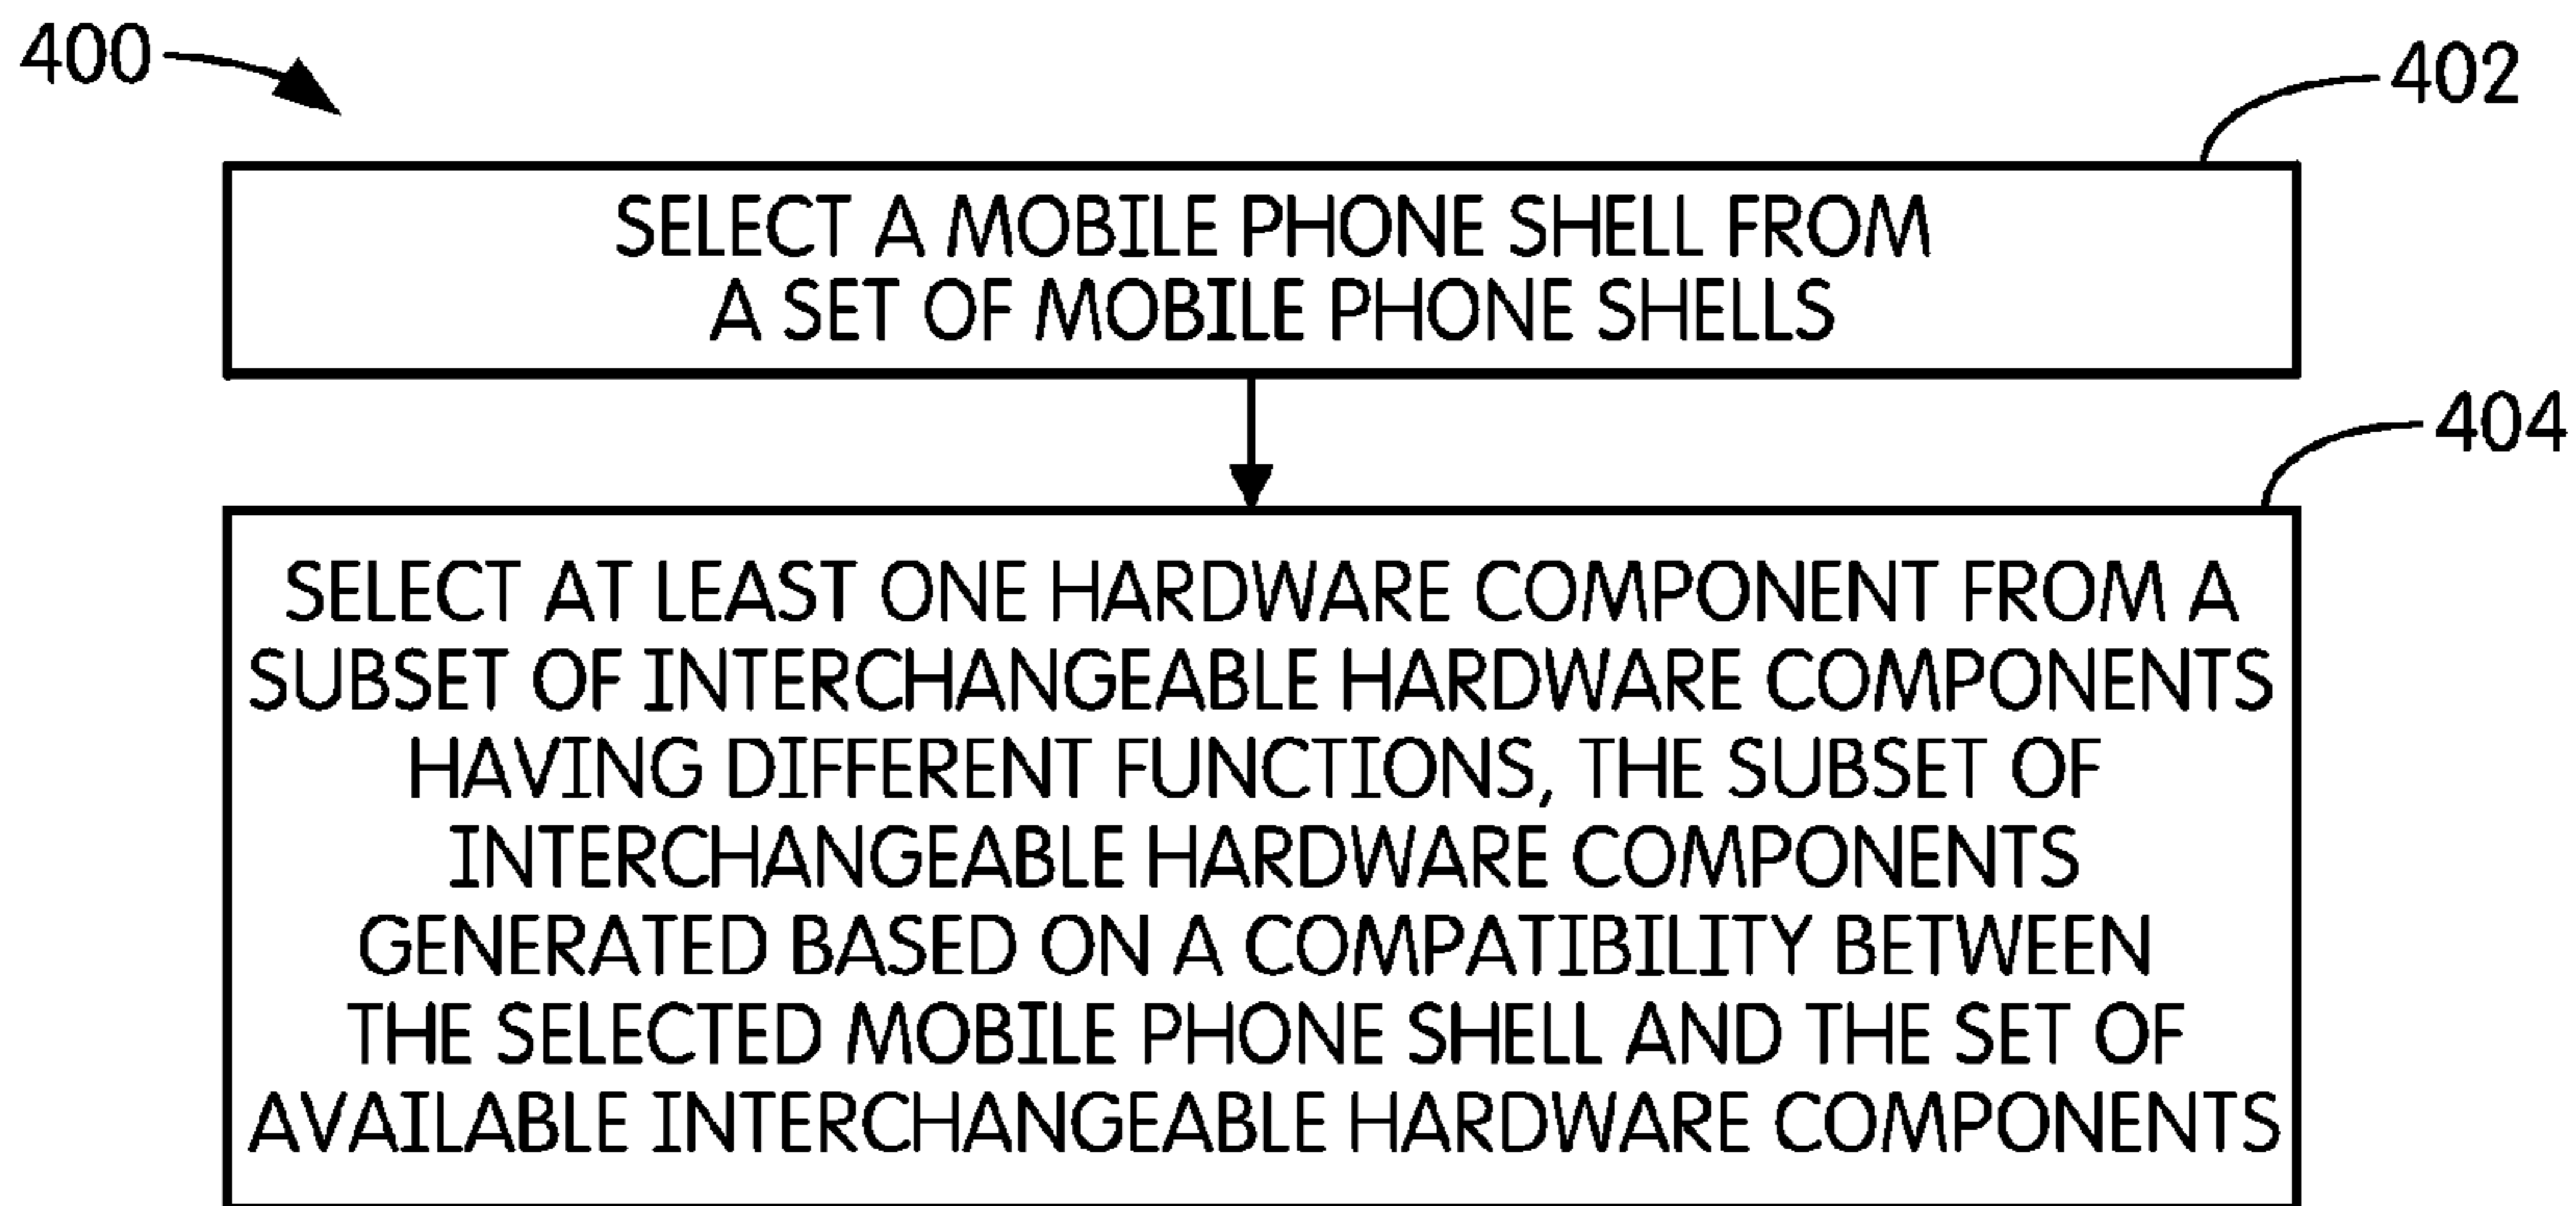 400
402
SELECT A MOBILE PHONE SHELL FROM
A SET OF MOBILE PHONE SHELLS
404
SELECT AT LEAST ONE HARDWARE COMPONENT FROM A
SUBSET OF INTERCHANGEABLE HARDWARE COMPONENTS
HAVING DIFFERENT FUNCTIONS, THE SUBSET OF
INTERCHANGEABLE HARDWARE COMPONENTS
GENERATED BASED ON A COMPATIBILITY BETWEEN
THE SELECTED MOBILE PHONE SHELL AND THE SET OF
AVAILABLE INTERCHANGEABLE HARDWARE COMPONENTS